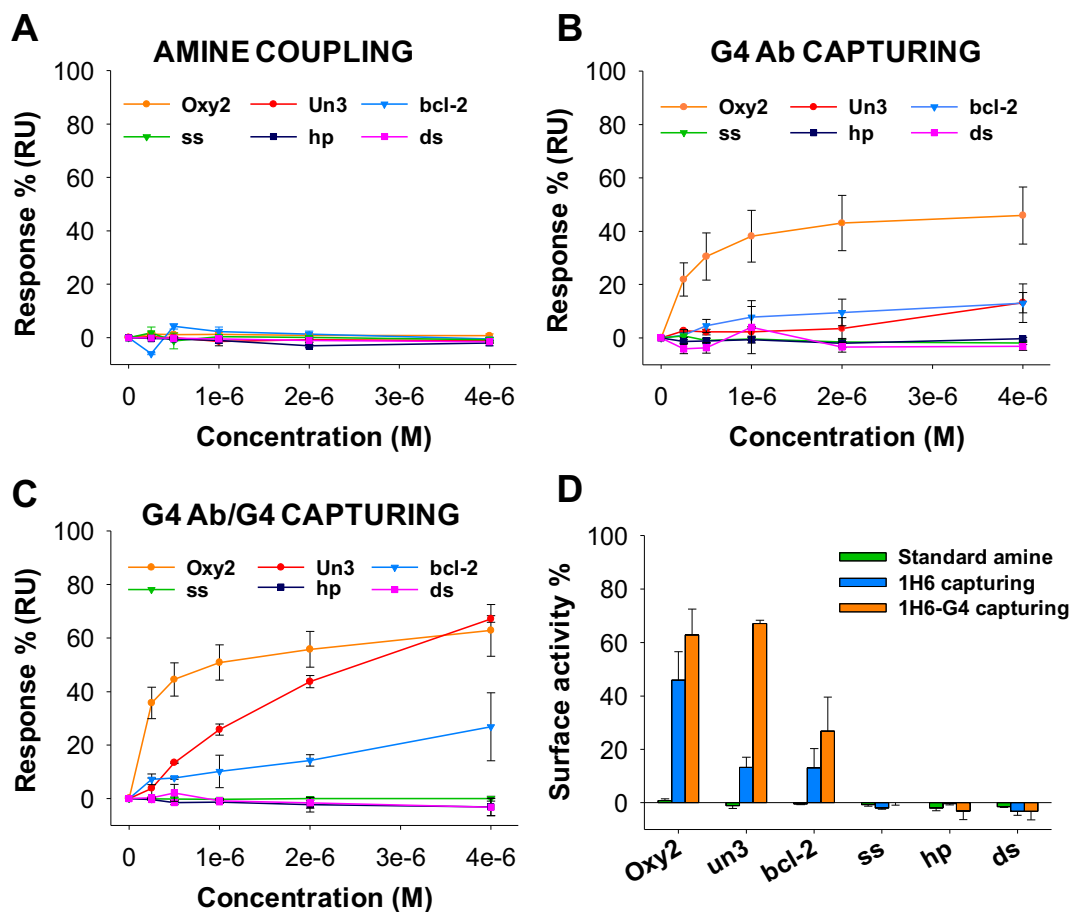 A
AMINE COUPLING
100
80
60
40
20
0
Response % (RU)
Oxy2 Un3 bcl-2
ss hp ds
0 1e-6 2e-6 3e-6 4e-6
Concentration (M)
B
G4 Ab CAPTURING
100
80
60
40
20
0
Response % (RU)
Oxy2 Un3 bcl-2
ss hp ds
0 1e-6 2e-6 3e-6 4e-6
Concentration (M)
C
G4 Ab/G4 CAPTURING
100
80
60
40
20
0
Response % (RU)
Oxy2 Un3 bcl-2
ss hp ds
0 1e-6 2e-6 3e-6 4e-6
Concentration (M)
D
100
80
60
40
20
0
Surface activity %
Standard amine
1H6 capturing
1H6-G4 capturing
Oxy2 un3 bcl-2 ss hp ds